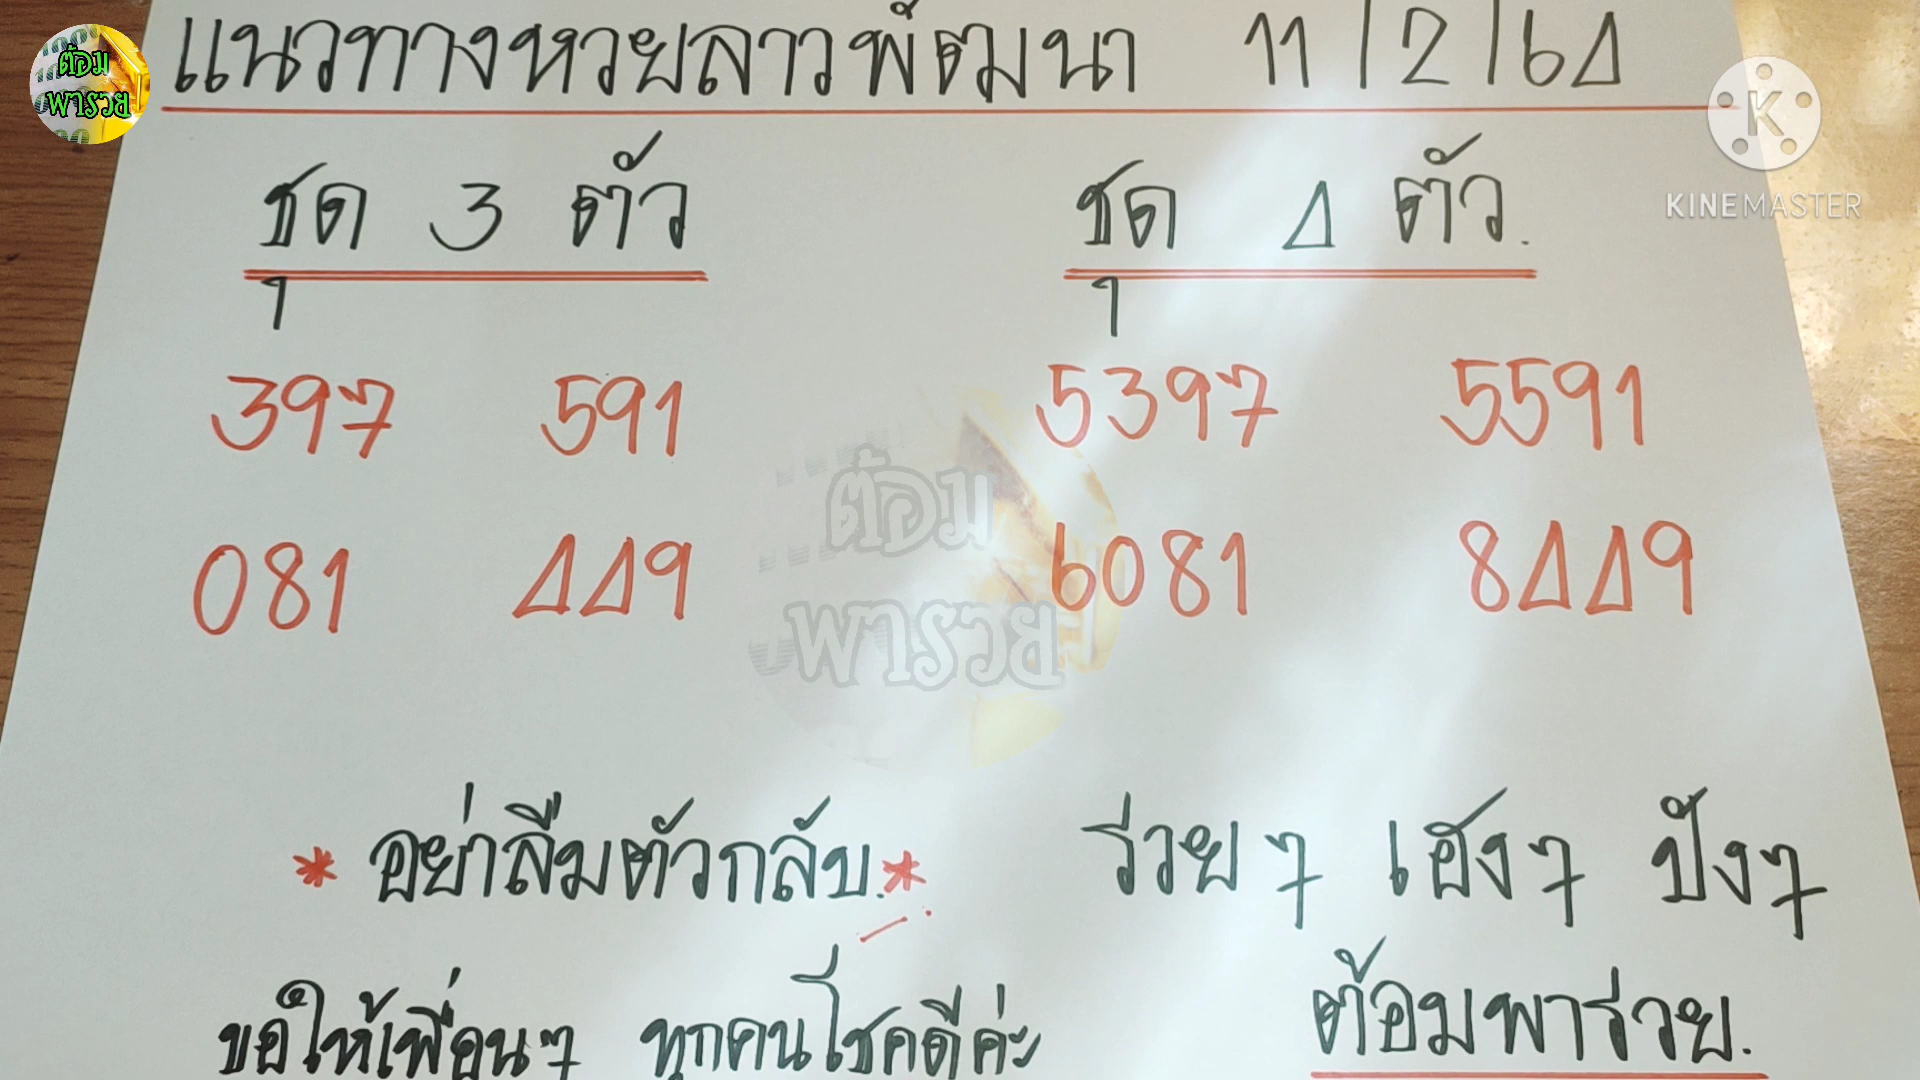 แนวทางหวยลาวพัฒนา 11/2/64
ต้อม
พารวย
KINEMASTER
ชุด 3 ตัว
ชุด 4 ตัว.
397 591
5397 5591
081 449
6081 8449
ต้อม
พารวย
* อย่าลืมตัวกลับ.*
รวยๆ เฮงๆ ปังๆ
ขอให้เพื่อนๆ ทุกคนโชคดีค่ะ
ต้อมพารวย.